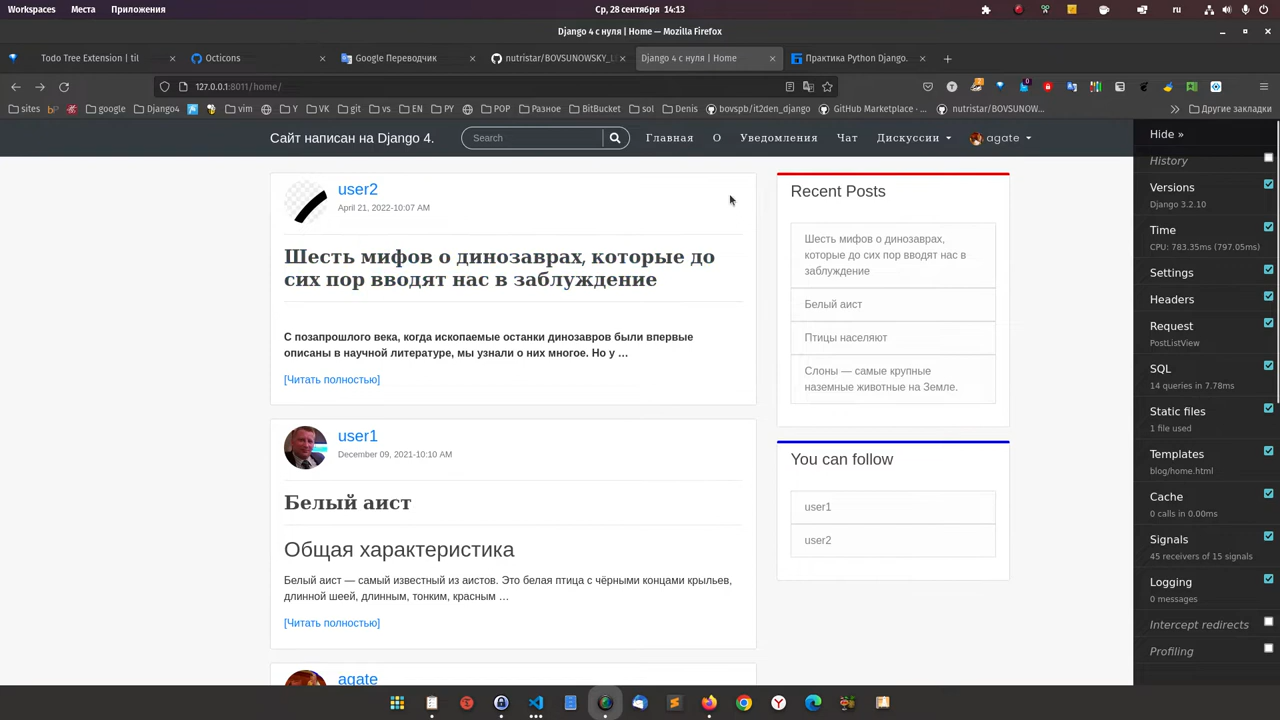 Workspaces Места Приложения Ср, 28 сентября 14:13 ru
Django 4 с нуля | Home — Mozilla Firefox
Todo Tree Extension | til Octicons Google Переводчик nutristar/BOVSUNOWSKY_L Django 4 с нуля | Home Практика Python Django.
127.0.0.1:8011/home/
sites b google Django4 vim Y VK git vs EN PY POP Разное BitBucket sol Denis bovspb/it2den_django GitHub Marketplace · … nutristar/BOVSUNOW… Другие закладки
Сайт написан на Django 4. Search Главная О Уведомления Чат Дискуссии agate
user2
April 21, 2022-10:07 AM
Шесть мифов о динозаврах, которые до
сих пор вводят нас в заблуждение
С позапрошлого века, когда ископаемые останки динозавров были впервые
описаны в научной литературе, мы узнали о них многое. Но у …
[Читать полностью]
user1
December 09, 2021-10:10 AM
Белый аист
Общая характеристика
Белый аист — самый известный из аистов. Это белая птица с чёрными концами крыльев,
длинной шеей, длинным, тонким, красным …
[Читать полностью]
agate
Recent Posts
Шесть мифов о динозаврах,
которые до сих пор вводят нас в
заблуждение
Белый аист
Птицы населяют
Слоны — самые крупные
наземные животные на Земле.
You can follow
user1
user2
Hide »
History
Versions
Django 3.2.10
Time
CPU: 783.35ms (797.05ms)
Settings
Headers
Request
PostListView
SQL
14 queries in 7.78ms
Static files
1 file used
Templates
blog/home.html
Cache
0 calls in 0.00ms
Signals
45 receivers of 15 signals
Logging
0 messages
Intercept redirects
Profiling